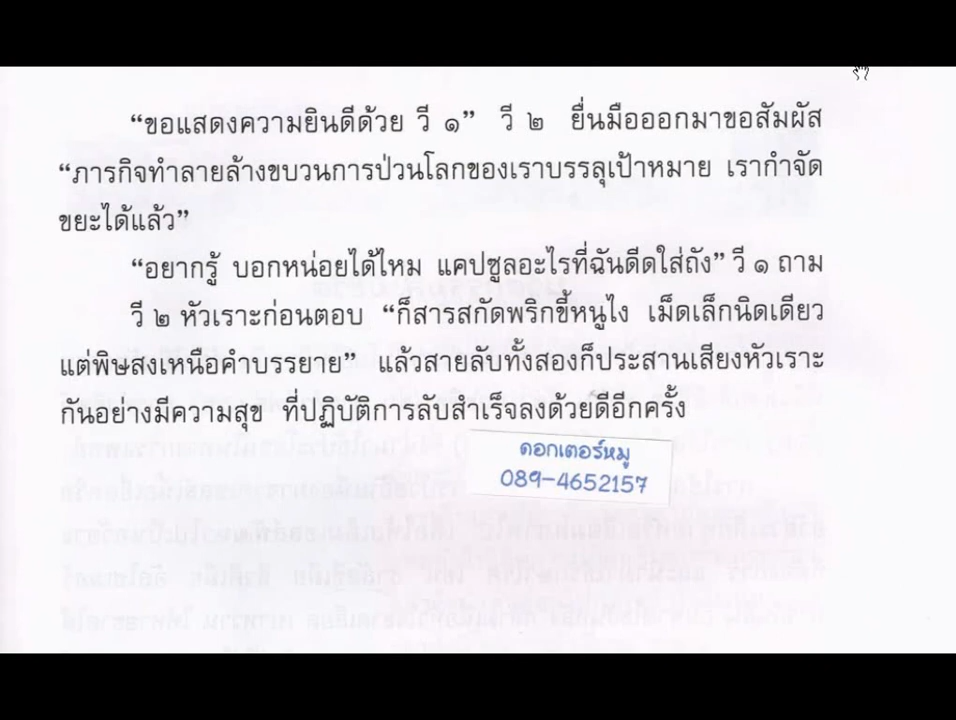 “ขอแสดงความยินดีด้วย วี ๑” วี ๒ ยื่นมือออกมาขอสัมผัส
“ภารกิจทำลายล้างขบวนการป่วนโลกของเราบรรลุเป้าหมาย เรากำจัด
ขยะได้แล้ว”
“อยากรู้ บอกหน่อยได้ไหม แคปซูลอะไรที่ฉันดีดใส่ถัง” วี ๑ ถาม
วี ๒ หัวเราะก่อนตอบ “ก็สารสกัดพริกขี้หนูไง เม็ดเล็กนิดเดียว
แต่พิษสงเหนือคำบรรยาย” แล้วสายลับทั้งสองก็ประสานเสียงหัวเราะ
กันอย่างมีความสุข ที่ปฏิบัติการลับสำเร็จลงด้วยดีอีกครั้ง
ดอกเตอร์หมู
089-4652157